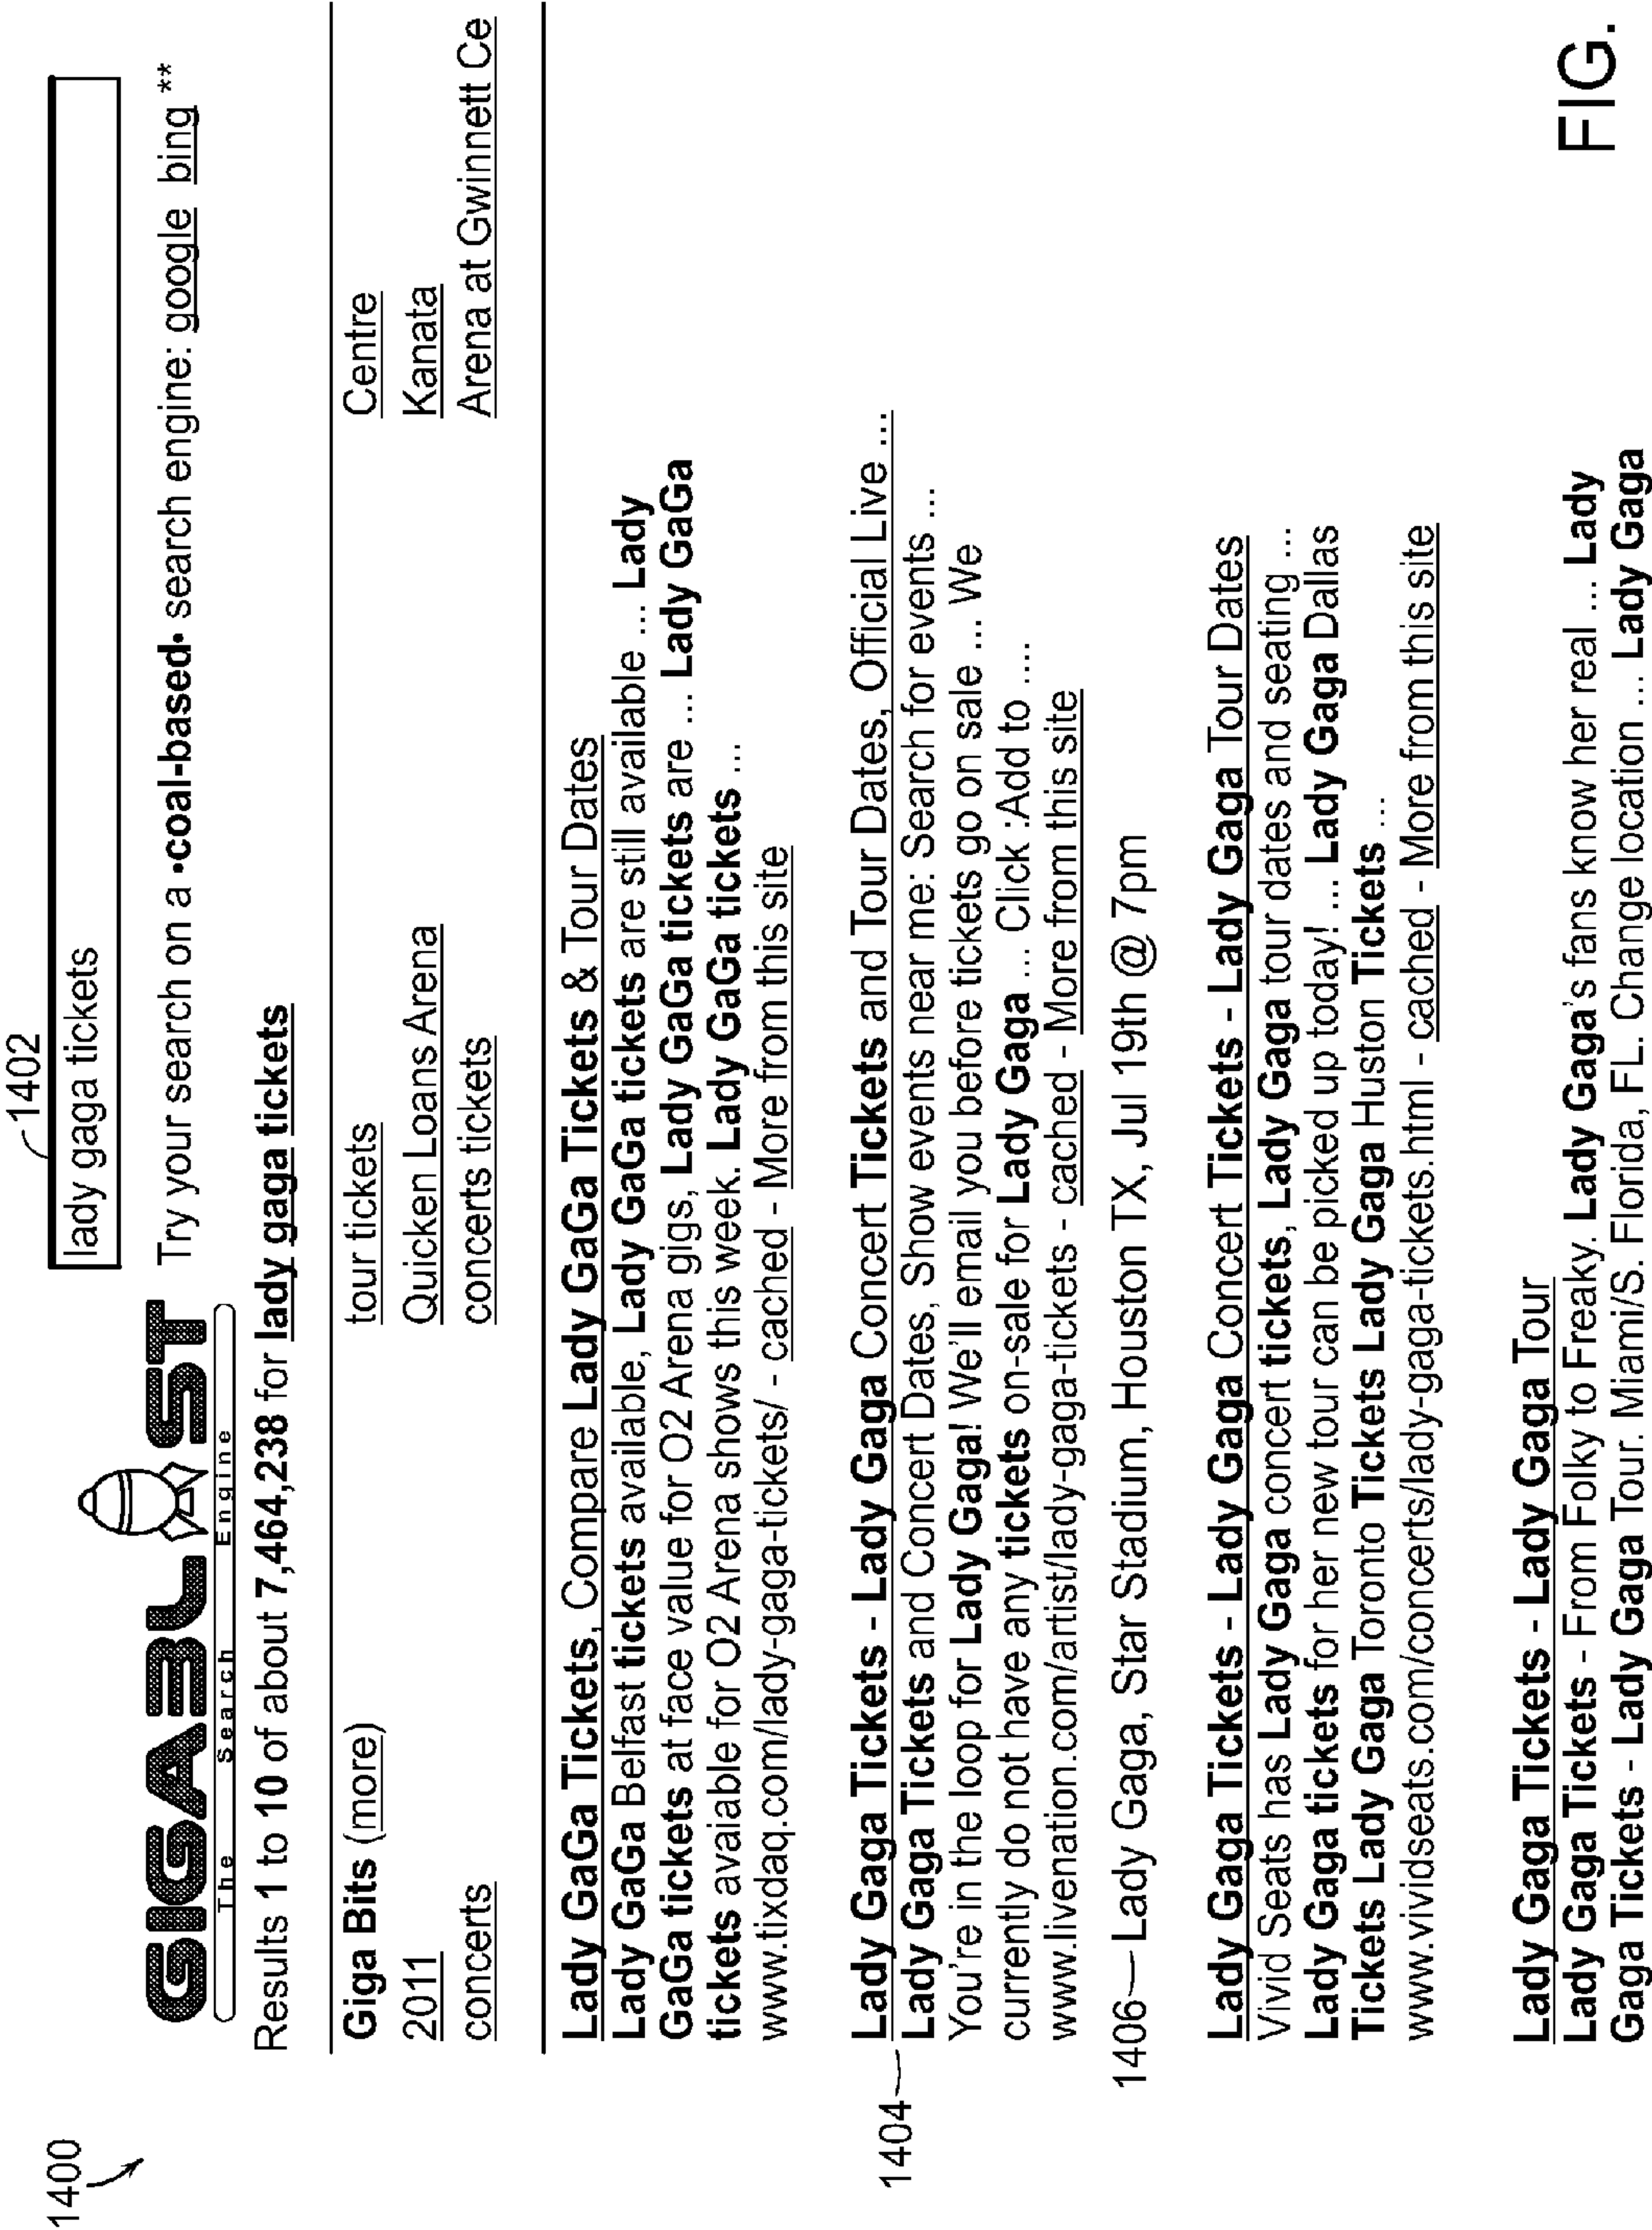 1400
1402
lady gaga tickets
GIGABLAST
The Search Engine
Try your search on a •coal-based• search engine: google bing **
Results 1 to 10 of about 7,464,238 for lady gaga tickets
Giga Bits (more) tour tickets Centre
2011 Quicken Loans Arena Kanata
concerts concerts tickets Arena at Gwinnett Ce
Lady GaGa Tickets, Compare Lady GaGa Tickets & Tour Dates
Lady GaGa Belfast tickets available, Lady GaGa tickets are still available ... Lady
GaGa tickets at face value for O2 Arena gigs, Lady GaGa tickets are ... Lady GaGa
tickets avaiable for O2 Arena shows this week. Lady GaGa tickets ...
www.tixdaq.com/lady-gaga-tickets/ - cached - More from this site
1404
Lady Gaga Tickets - Lady Gaga Concert Tickets and Tour Dates, Official Live ...
Lady Gaga Tickets and Concert Dates, Show events near me: Search for events ...
You're in the loop for Lady Gaga! We'll email you before tickets go on sale ... We
currently do not have any tickets on-sale for Lady Gaga ... Click :Add to ....
www.livenation.com/artist/lady-gaga-tickets - cached - More from this site
1406 Lady Gaga, Star Stadium, Houston TX, Jul 19th @ 7pm
Lady Gaga Tickets - Lady Gaga Concert Tickets - Lady Gaga Tour Dates
Vivid Seats has Lady Gaga concert tickets, Lady Gaga tour dates and seating ...
Lady Gaga tickets for her new tour can be picked up today! ... Lady Gaga Dallas
Tickets Lady Gaga Toronto Tickets Lady Gaga Huston Tickets ...
www.vividseats.com/concerts/lady-gaga-tickets.html - cached - More from this site
Lady Gaga Tickets - Lady Gaga Tour
Lady Gaga Tickets - From Folky to Freaky. Lady Gaga's fans know her real ... Lady
Gaga Tickets - Lady Gaga Tour. Miami/S. Florida, FL. Change location ... Lady Gaga
FIG.